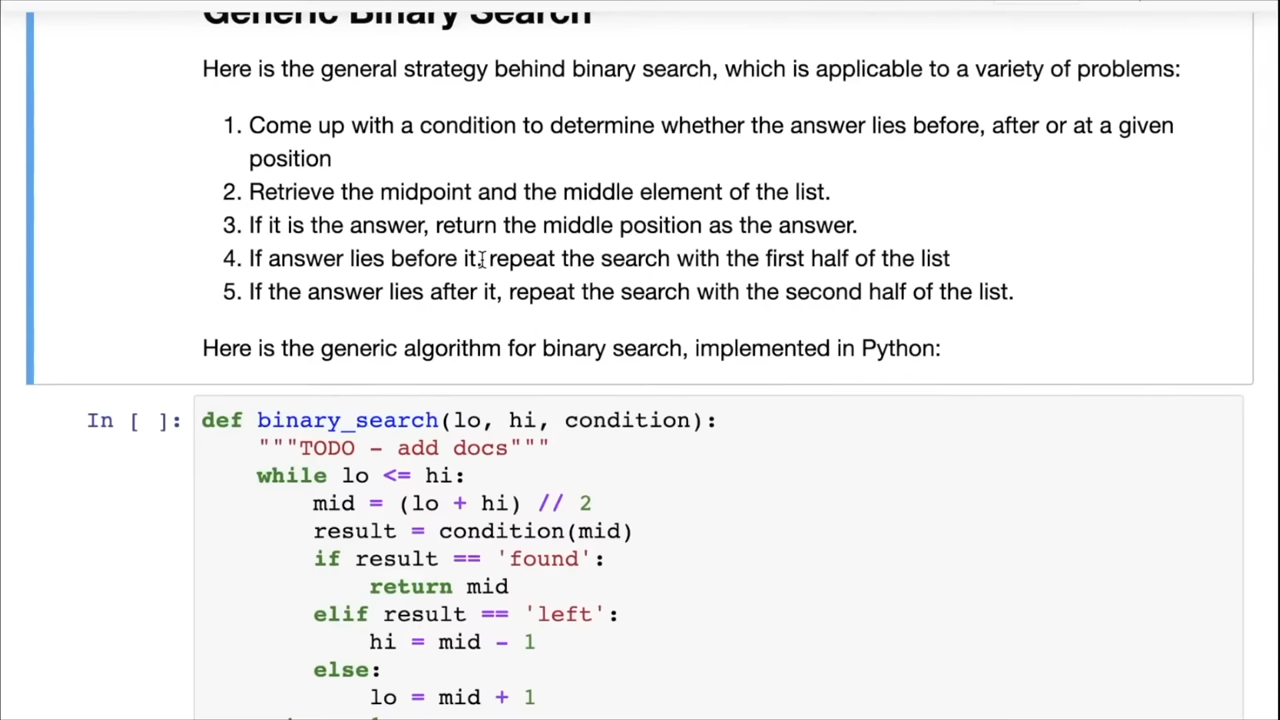 Generic Binary Search
Here is the general strategy behind binary search, which is applicable to a variety of problems:
1. Come up with a condition to determine whether the answer lies before, after or at a given
position
2. Retrieve the midpoint and the middle element of the list.
3. If it is the answer, return the middle position as the answer.
4. If answer lies before it, repeat the search with the first half of the list
5. If the answer lies after it, repeat the search with the second half of the list.
Here is the generic algorithm for binary search, implemented in Python:
In [ ]: def binary_search(lo, hi, condition):
"""TODO - add docs"""
while lo <= hi:
mid = (lo + hi) // 2
result = condition(mid)
if result == 'found':
return mid
elif result == 'left':
hi = mid - 1
else:
lo = mid + 1